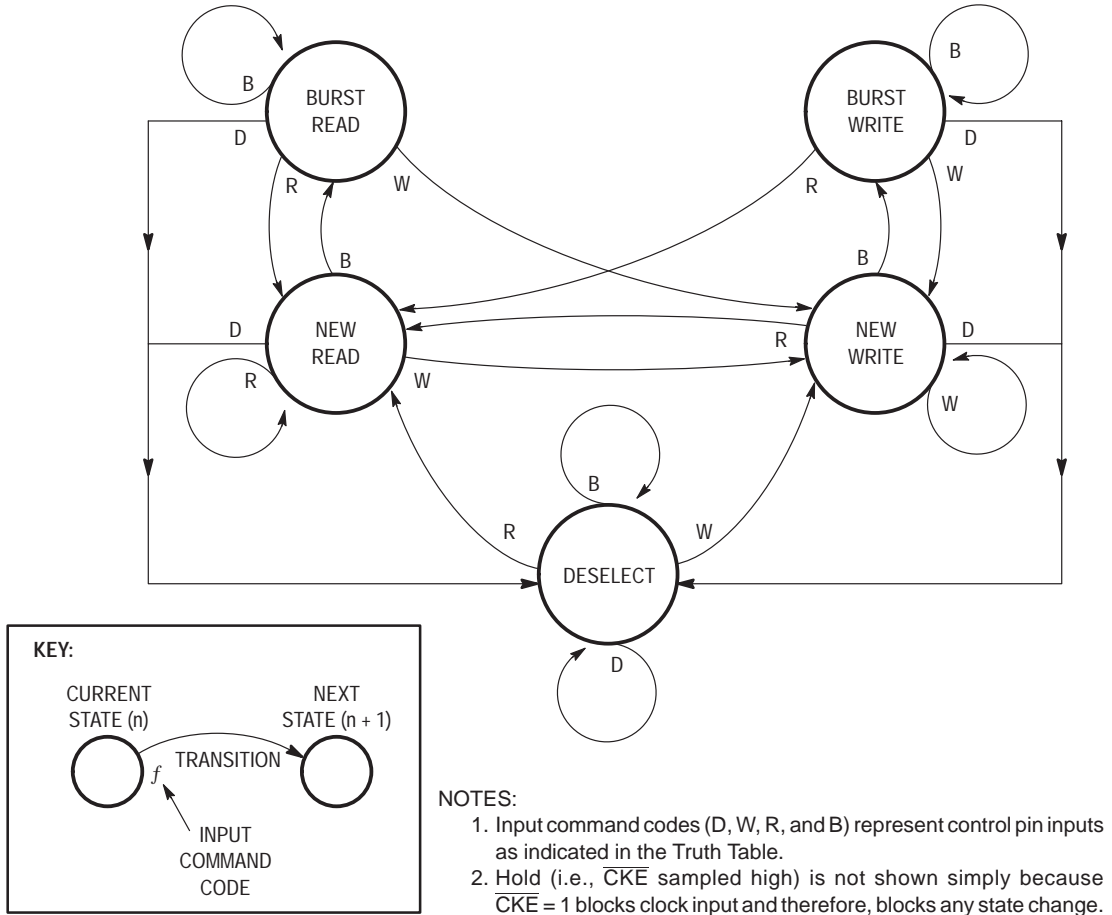 B
BURST
READ
D
R
W
B
BURST
WRITE
D
R
W
B
B
D
NEW
READ
R
W
R
NEW
WRITE
D
W
B
R
W
DESELECT
D
KEY:
CURRENT
STATE (n)
NEXT
STATE (n + 1)
TRANSITION
f
INPUT
COMMAND
CODE
NOTES:
1. Input command codes (D, W, R, and B) represent control pin inputs
as indicated in the Truth Table.
2. Hold (i.e., C̅K̅E̅ sampled high) is not shown simply because
C̅K̅E̅ = 1 blocks clock input and therefore, blocks any state change.